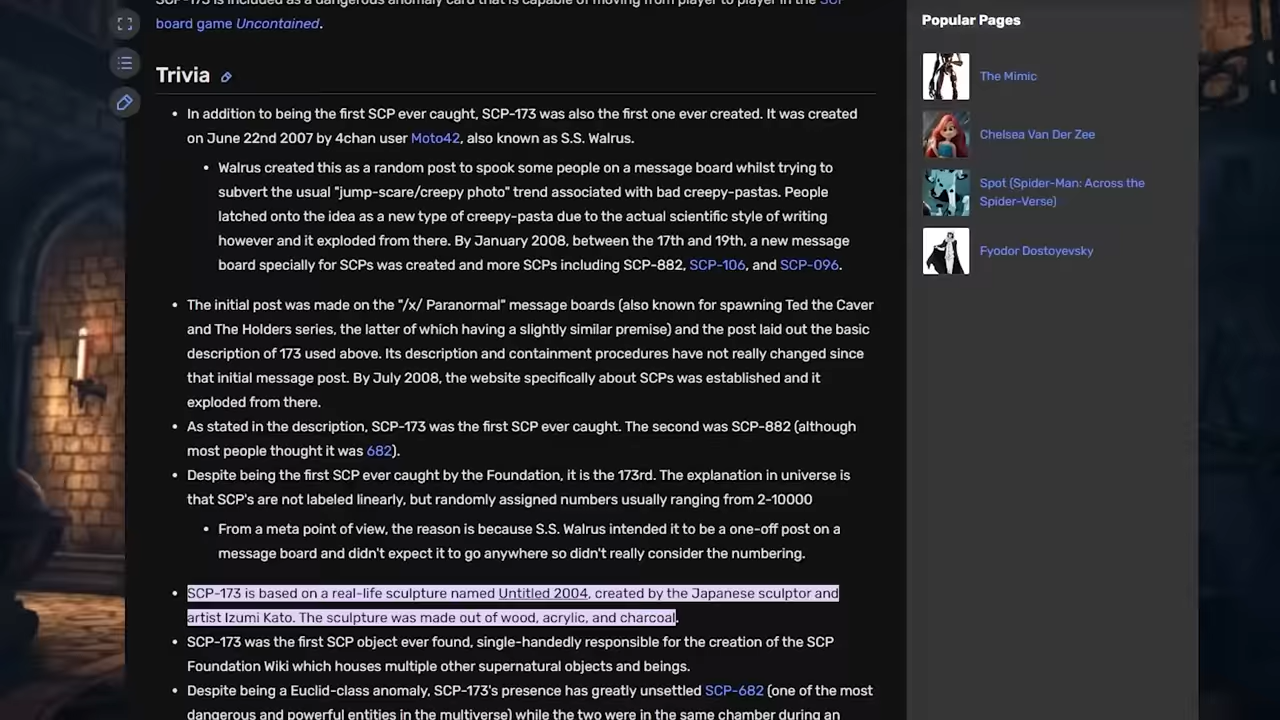 SCP-173 is included as a dangerous anomaly card that is capable of moving from player to player in the SCP
board game Uncontained.
Trivia
In addition to being the first SCP ever caught, SCP-173 was also the first one ever created. It was created
on June 22nd 2007 by 4chan user Moto42, also known as S.S. Walrus.
Walrus created this as a random post to spook some people on a message board whilst trying to
subvert the usual "jump-scare/creepy photo" trend associated with bad creepy-pastas. People
latched onto the idea as a new type of creepy-pasta due to the actual scientific style of writing
however and it exploded from there. By January 2008, between the 17th and 19th, a new message
board specially for SCPs was created and more SCPs including SCP-882, SCP-106, and SCP-096.
The initial post was made on the "/x/ Paranormal" message boards (also known for spawning Ted the Caver
and The Holders series, the latter of which having a slightly similar premise) and the post laid out the basic
description of 173 used above. Its description and containment procedures have not really changed since
that initial message post. By July 2008, the website specifically about SCPs was established and it
exploded from there.
As stated in the description, SCP-173 was the first SCP ever caught. The second was SCP-882 (although
most people thought it was 682).
Despite being the first SCP ever caught by the Foundation, it is the 173rd. The explanation in universe is
that SCP's are not labeled linearly, but randomly assigned numbers usually ranging from 2-10000
From a meta point of view, the reason is because S.S. Walrus intended it to be a one-off post on a
message board and didn't expect it to go anywhere so didn't really consider the numbering.
SCP-173 is based on a real-life sculpture named Untitled 2004, created by the Japanese sculptor and
artist Izumi Kato. The sculpture was made out of wood, acrylic, and charcoal.
SCP-173 was the first SCP object ever found, single-handedly responsible for the creation of the SCP
Foundation Wiki which houses multiple other supernatural objects and beings.
Despite being a Euclid-class anomaly, SCP-173's presence has greatly unsettled SCP-682 (one of the most
dangerous and powerful entities in the multiverse) while the two were in the same chamber during an
Popular Pages
The Mimic
Chelsea Van Der Zee
Spot (Spider-Man: Across the
Spider-Verse)
Fyodor Dostoyevsky